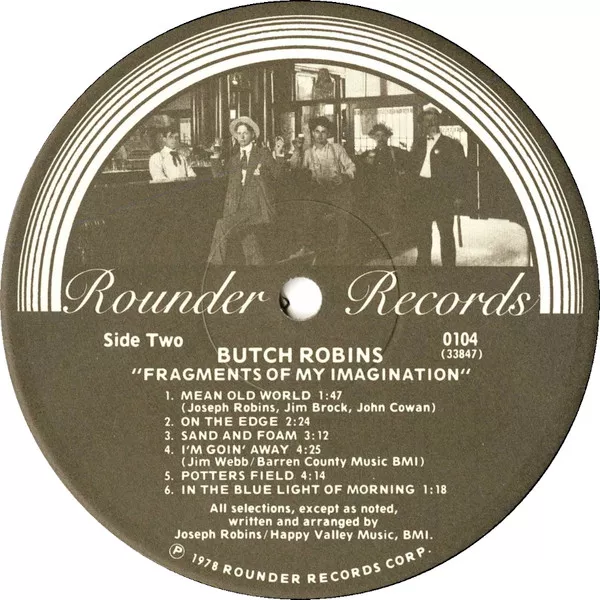 Rounder Records
Side Two
0104
(33847)
BUTCH ROBINS
"FRAGMENTS OF MY IMAGINATION"
1. MEAN OLD WORLD 1:47
(Joseph Robins, Jim Brock, John Cowan)
2. ON THE EDGE 2:24
3. SAND AND FOAM 3:12
4. I'M GOIN' AWAY 4:25
(Jim Webb/Barren County Music BMI)
5. POTTERS FIELD 4:14
6. IN THE BLUE LIGHT OF MORNING 1:18
All selections, except as noted,
written and arranged by
Joseph Robins/Happy Valley Music, BMI.
℗ 1978 ROUNDER RECORDS CORP.